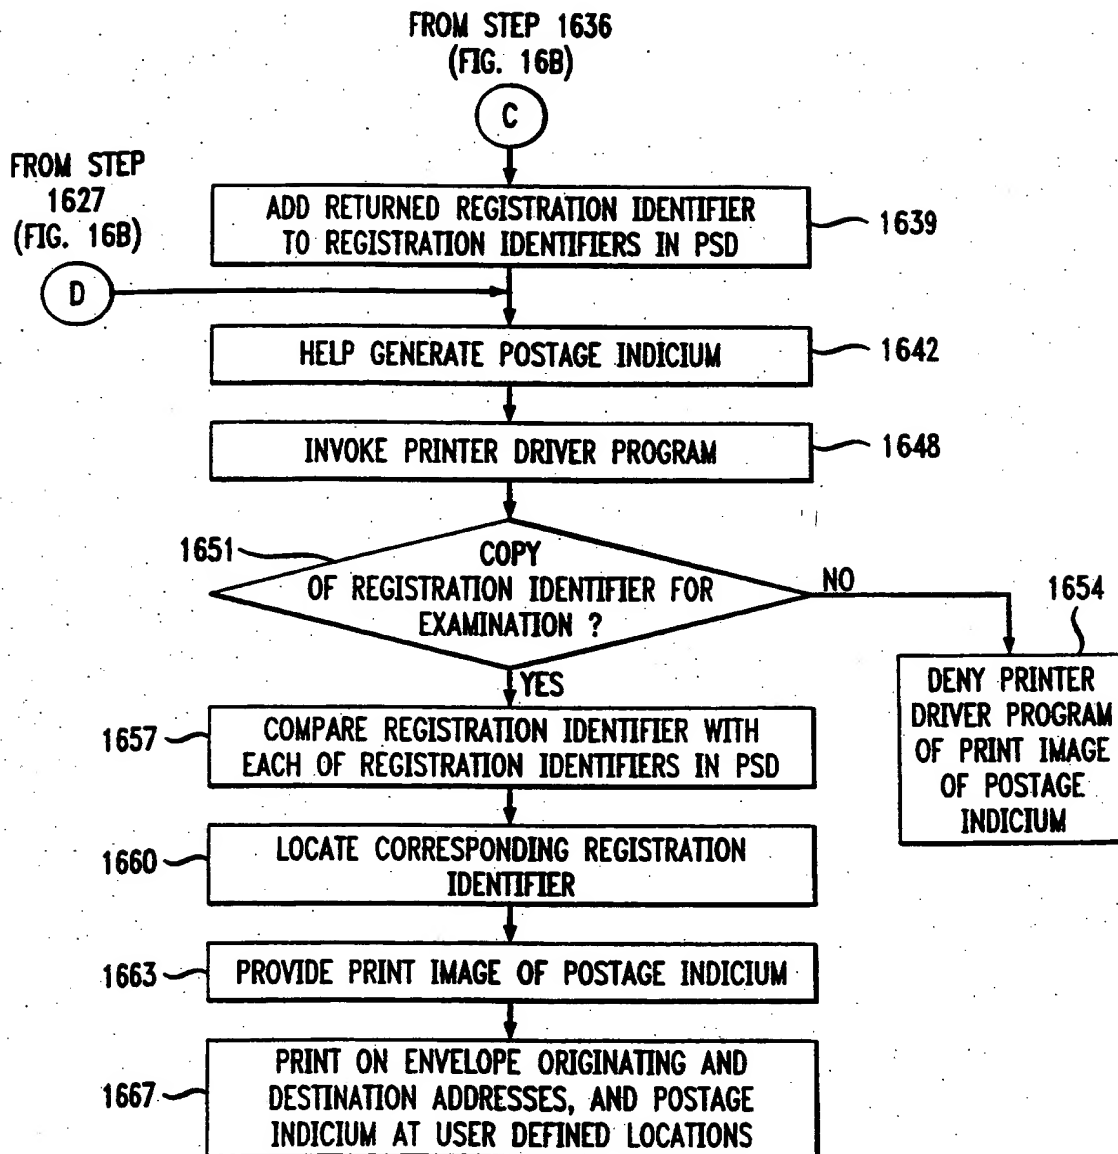 FROM STEP 1636
(FIG. 16B)
C
FROM STEP
1627
(FIG. 16B)
D
ADD RETURNED REGISTRATION IDENTIFIER
TO REGISTRATION IDENTIFIERS IN PSD
1639
HELP GENERATE POSTAGE INDICIUM
1642
INVOKE PRINTER DRIVER PROGRAM
1648
1651
COPY
OF REGISTRATION IDENTIFIER FOR
EXAMINATION ?
NO
1654
DENY PRINTER
DRIVER PROGRAM
OF PRINT IMAGE
OF POSTAGE
INDICIUM
YES
1657
COMPARE REGISTRATION IDENTIFIER WITH
EACH OF REGISTRATION IDENTIFIERS IN PSD
1660
LOCATE CORRESPONDING REGISTRATION
IDENTIFIER
1663
PROVIDE PRINT IMAGE OF POSTAGE INDICIUM
1667
PRINT ON ENVELOPE ORIGINATING AND
DESTINATION ADDRESSES, AND POSTAGE
INDICIUM AT USER DEFINED LOCATIONS